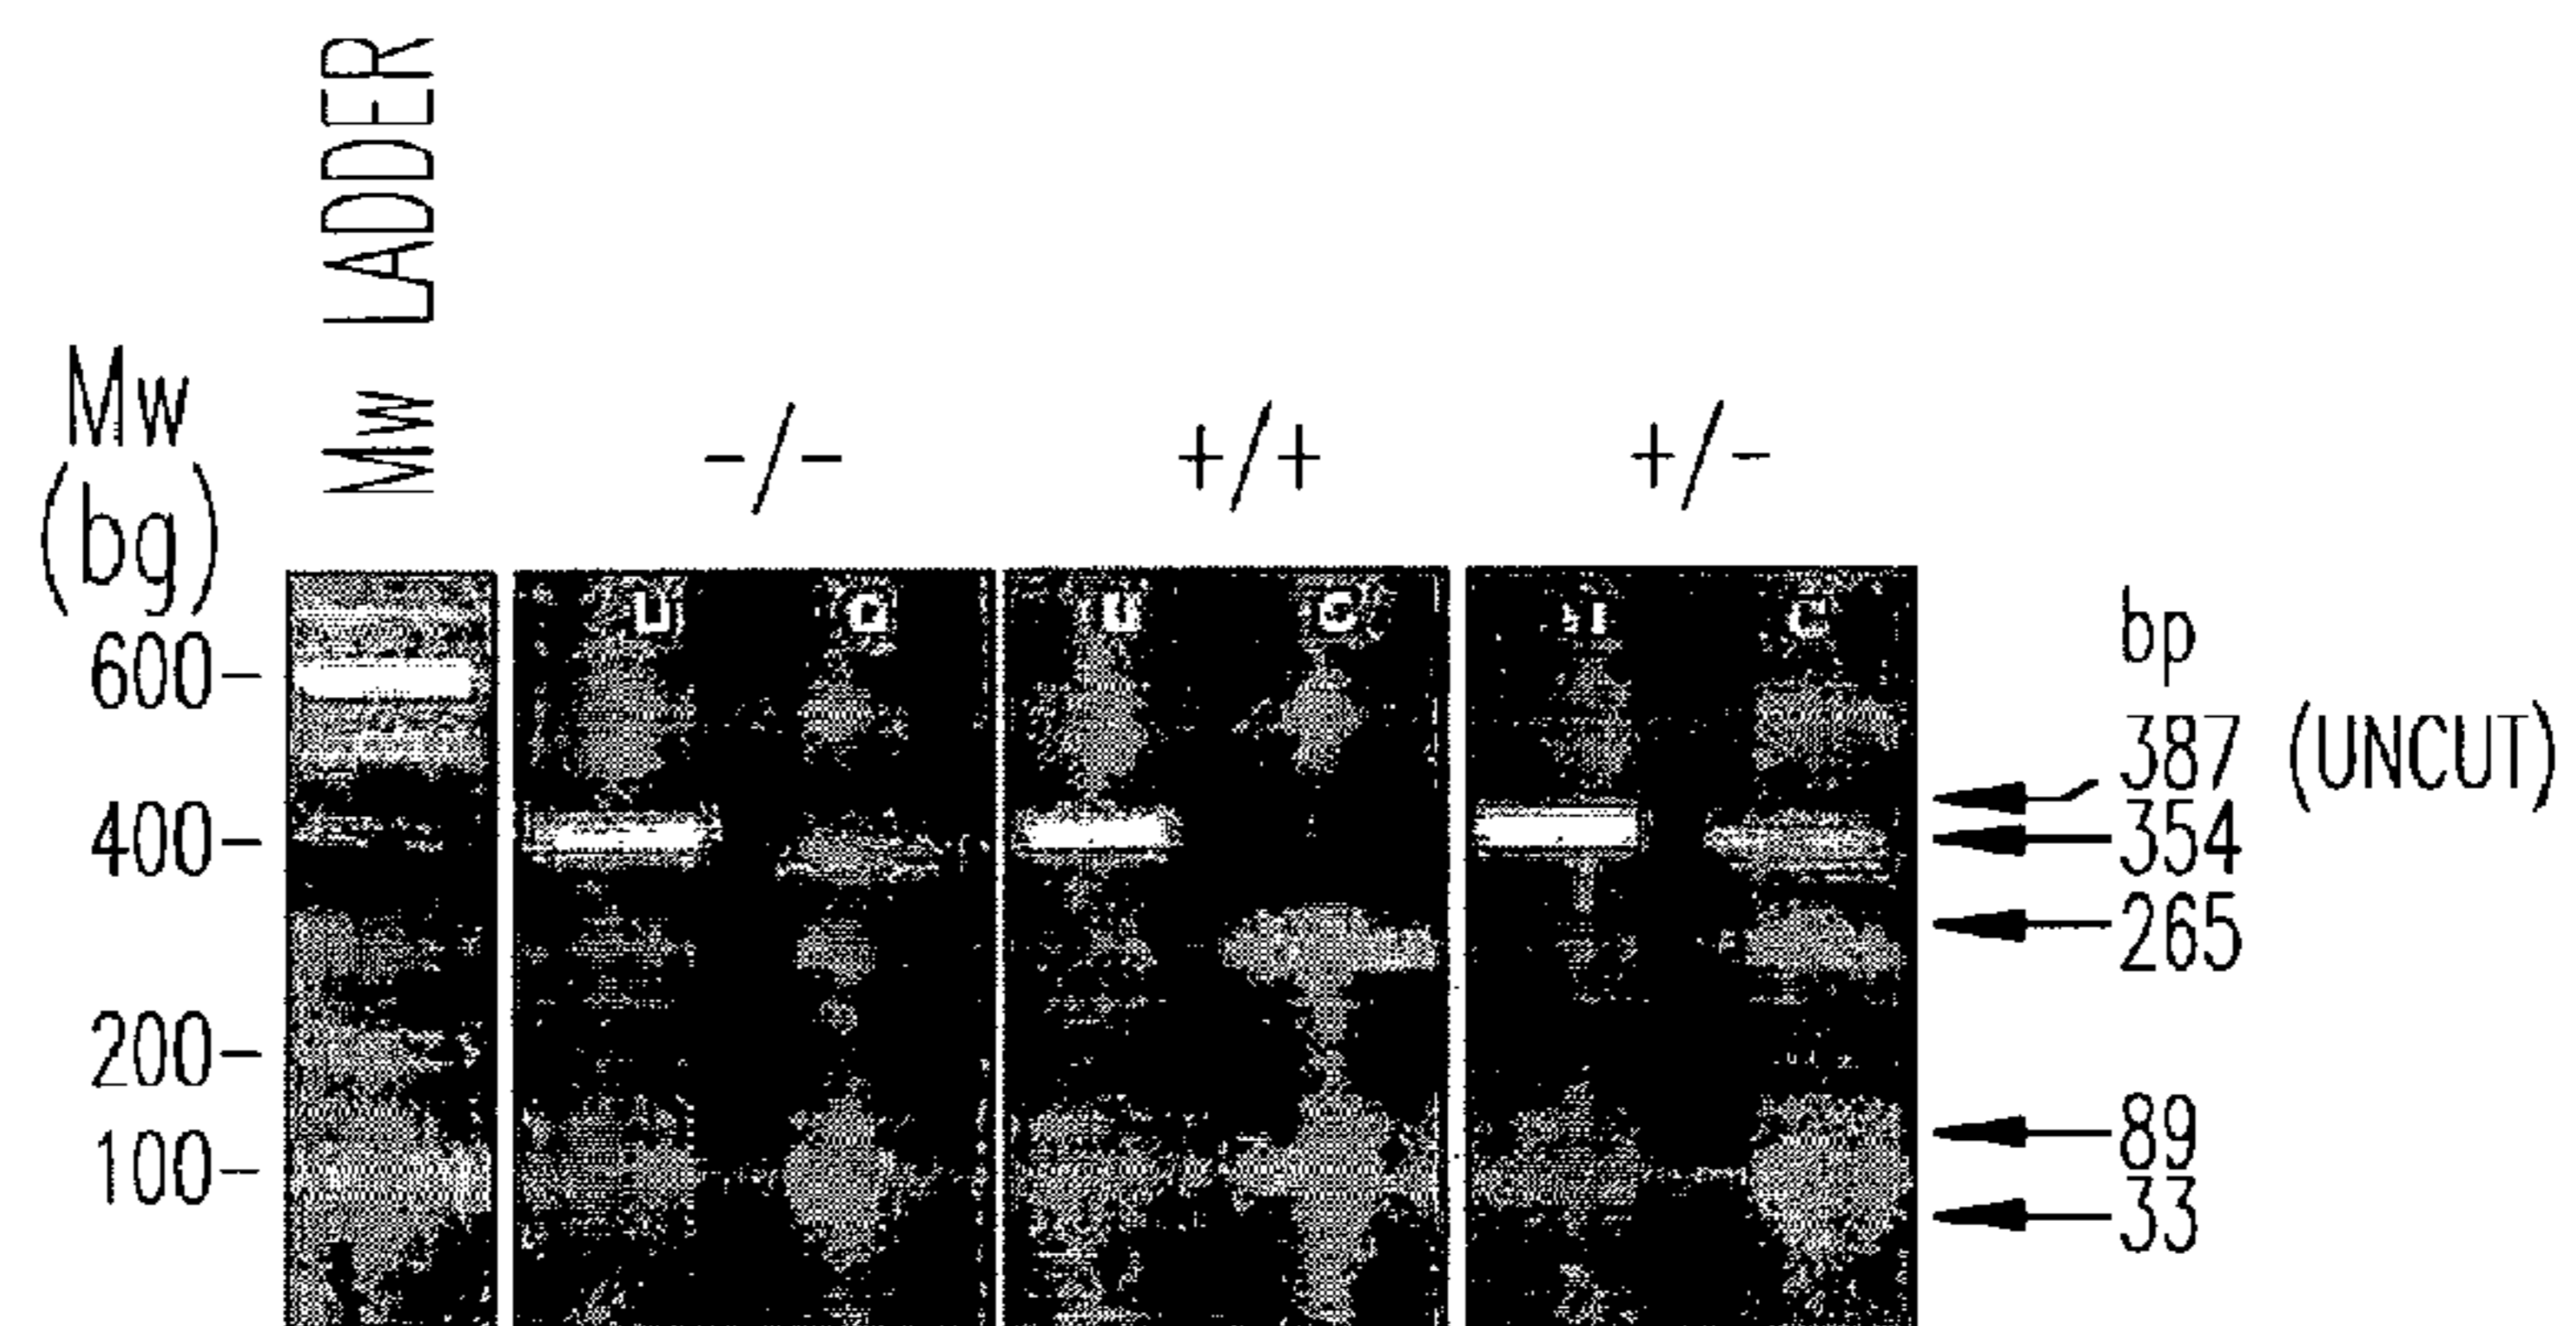 Mw LADDER
Mw
(bg)
-/-
+/+
+/-
U
C
U
C
C
600-
400-
200-
100-
bp
387 (UNCUT)
354
265
89
33